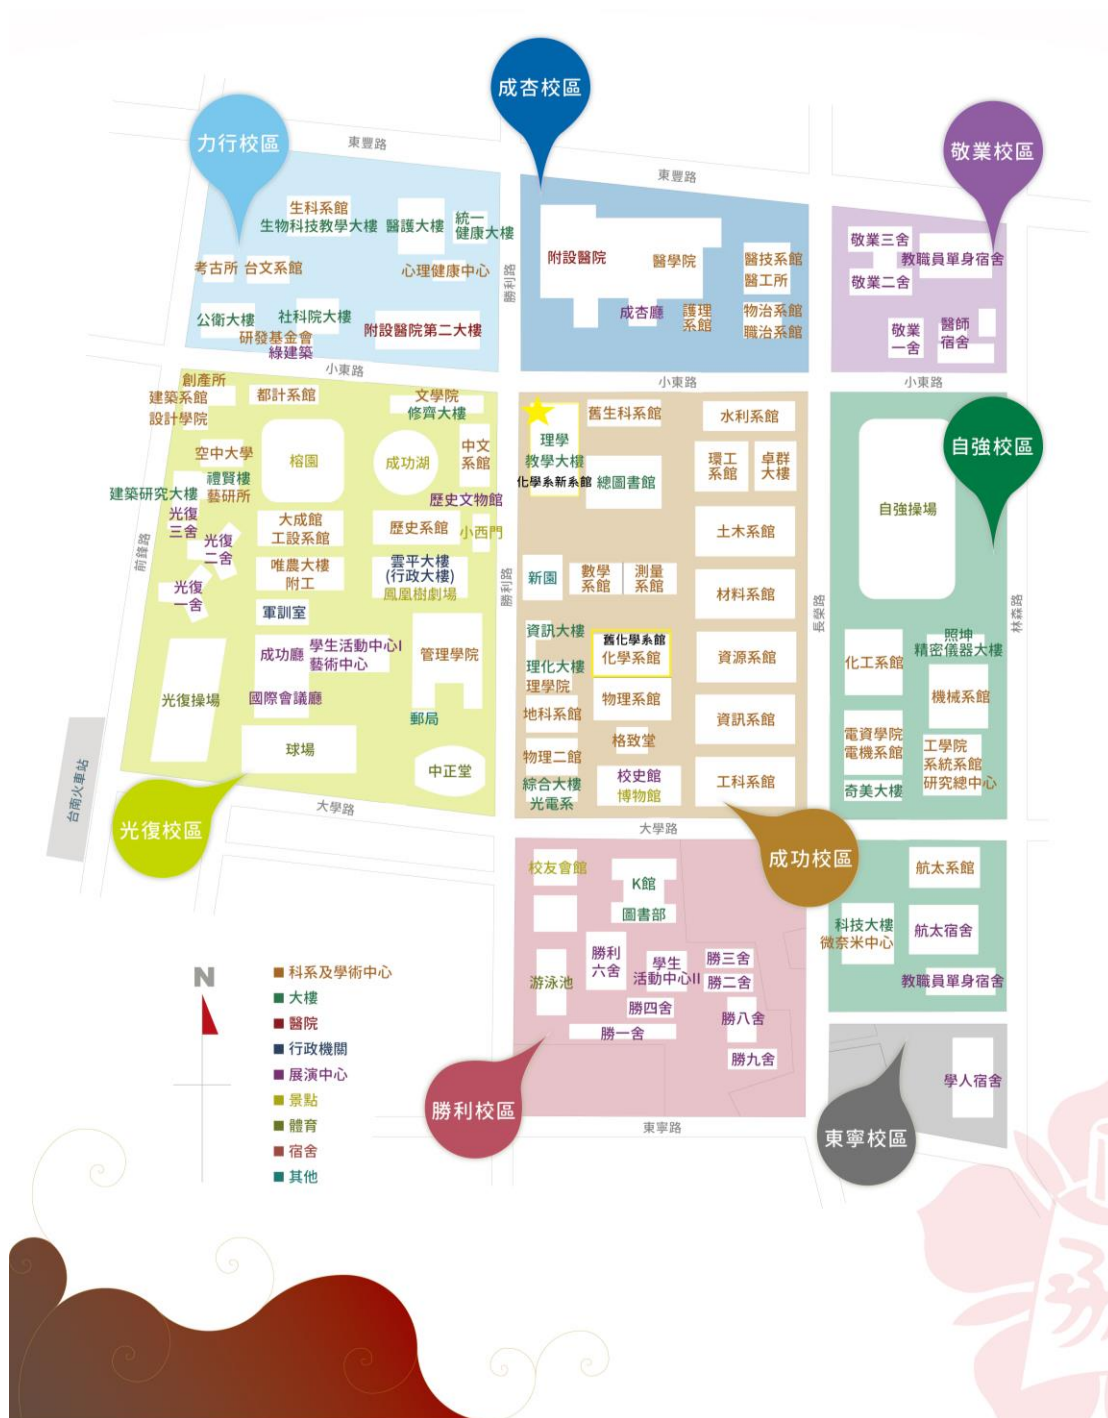 成杏校區
力行校區
敬業校區
東豐路
東豐路
生科系館
生物科技教學大樓
醫護大樓
統一
健康大樓
考古所
台文系館
心理健康中心
公衛大樓
社科院大樓
研發基金會
綠建築
附設醫院第二大樓
勝利路
附設醫院
醫學院
成杏廳
護理
系館
醫技系館
醫工所
物治系館
職治系館
敬業三舍
教職員單身宿舍
敬業二舍
敬業
一舍
醫師
宿舍
小東路
小東路
小東路
創產所
建築系館
設計學院
都計系館
文學院
修齊大樓
空中大學
榕園
成功湖
中文
系館
禮賢樓
藝研所
建築研究大樓
歷史文物館
光復
三舍
光復
二舍
光復
一舍
大成館
工設系館
歷史系館
小西門
唯農大樓
附工
雲平大樓
(行政大樓)
鳳凰樹劇場
軍訓室
成功廳
學生活動中心I
藝術中心
管理學院
國際會議廳
光復操場
郵局
球場
中正堂
前鋒路
勝利路
台南火車站
光復校區
大學路
理學
教學大樓
化學系新系館
舊生科系館
總圖書館
水利系館
環工
系館
卓群
大樓
土木系館
新園
數學
系館
測量
系館
材料系館
資訊大樓
舊化學系館
化學系館
理化大樓
理學院
資源系館
地科系館
物理系館
資訊系館
物理二館
格致堂
綜合大樓
光電系
校史館
博物館
工科系館
長榮路
大學路
成功校區
自強校區
自強操場
林森路
照坤
精密儀器大樓
化工系館
機械系館
電資學院
電機系館
工學院
系統系館
研究總中心
奇美大樓
航太系館
科技大樓
微奈米中心
航太宿舍
教職員單身宿舍
校友會館
K館
圖書部
游泳池
勝利
六舍
學生
活動中心II
勝三舍
勝二舍
勝四舍
勝一舍
勝八舍
勝九舍
勝利校區
東寧路
東寧校區
學人宿舍
N
科系及學術中心
大樓
醫院
行政機關
展演中心
景點
體育
宿舍
其他